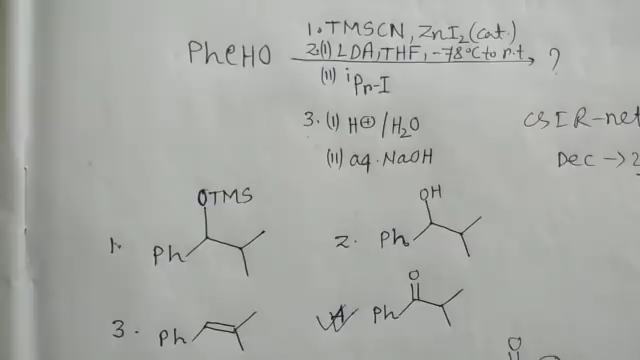 1. TMSCN, ZnI2 (cat.)
PhCHO 2.(i) LDA, THF, -78°C to r.t. ?
(ii) iPr-I
3. (i) H⊕/H2O
(ii) aq. NaOH
CSIR-net
Dec → 2
1. OTMS Ph
2. OH Ph
3. Ph
4. O Ph
O